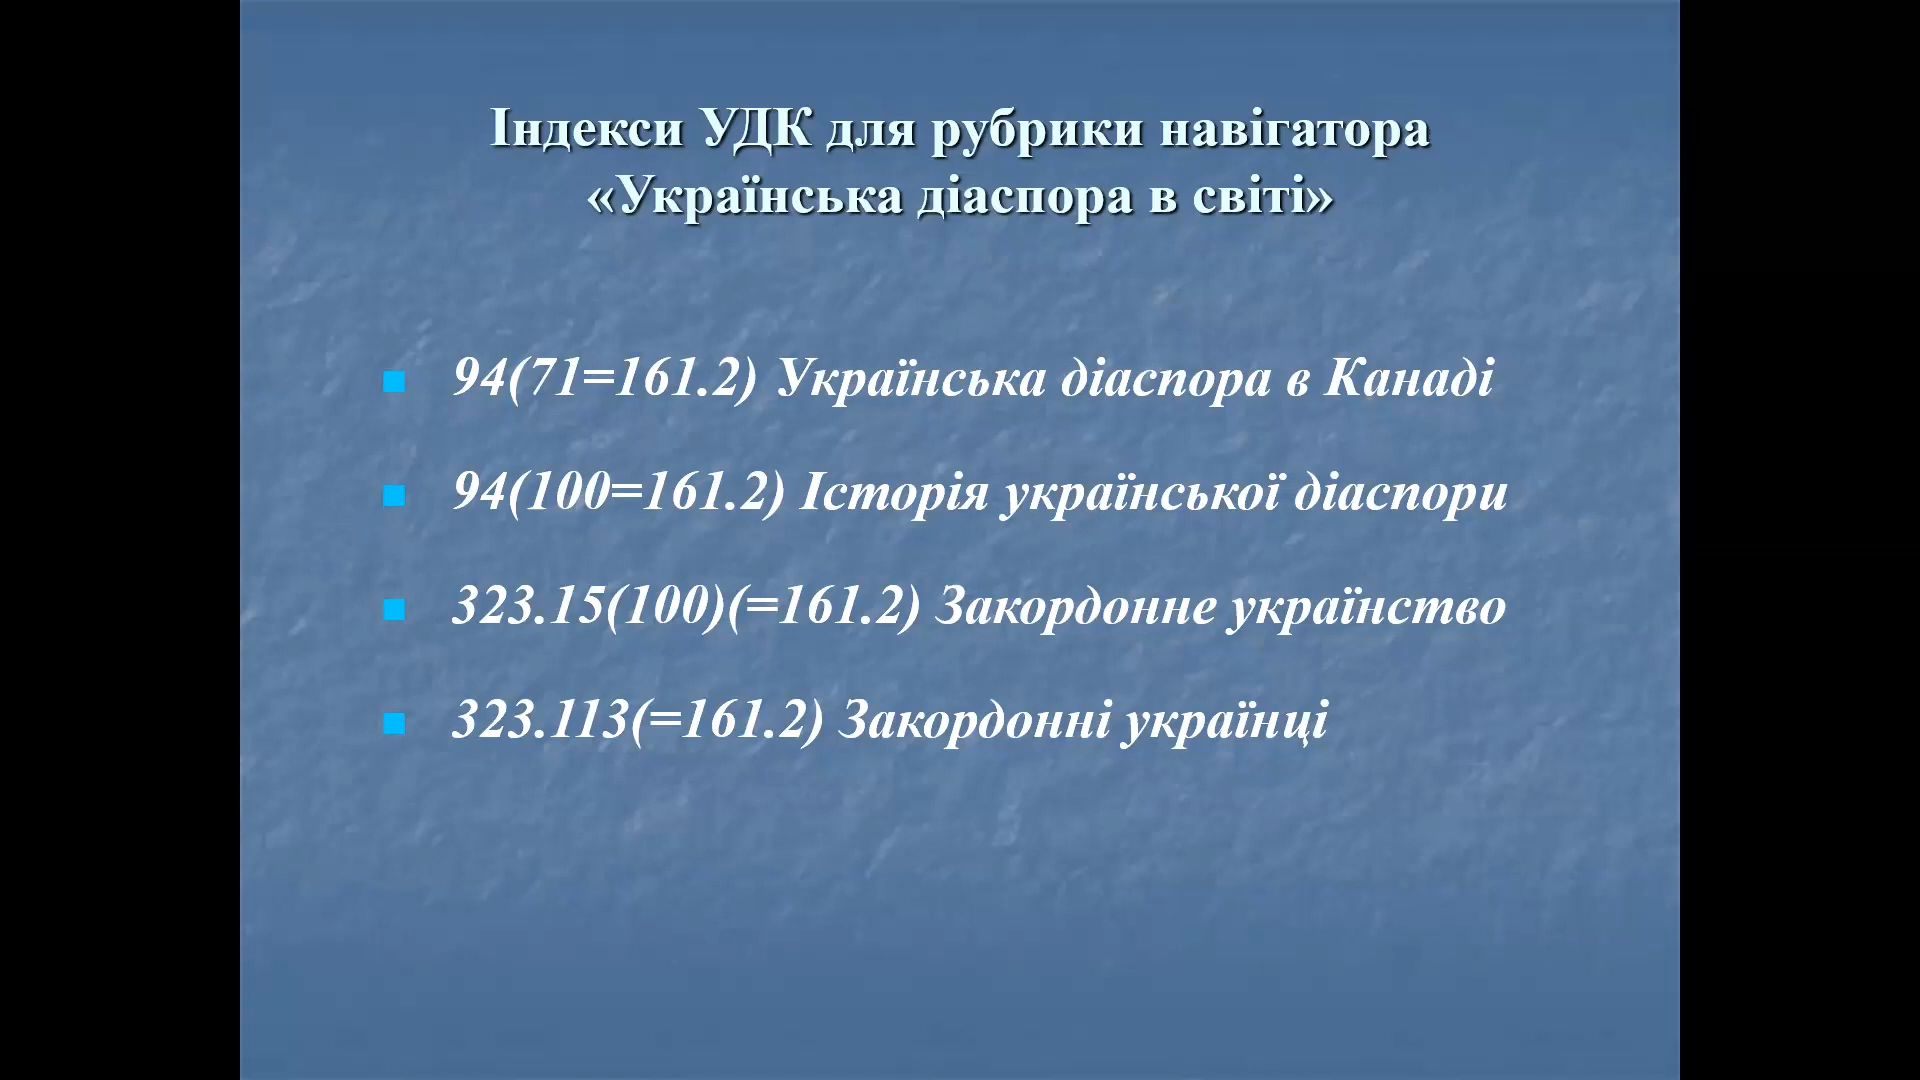 Індекси УДК для рубрики навігатора
«Українська діаспора в світі»
94(71=161.2) Українська діаспора в Канаді
94(100=161.2) Історія української діаспори
323.15(100)(=161.2) Закордонне українство
323.113(=161.2) Закордонні українці